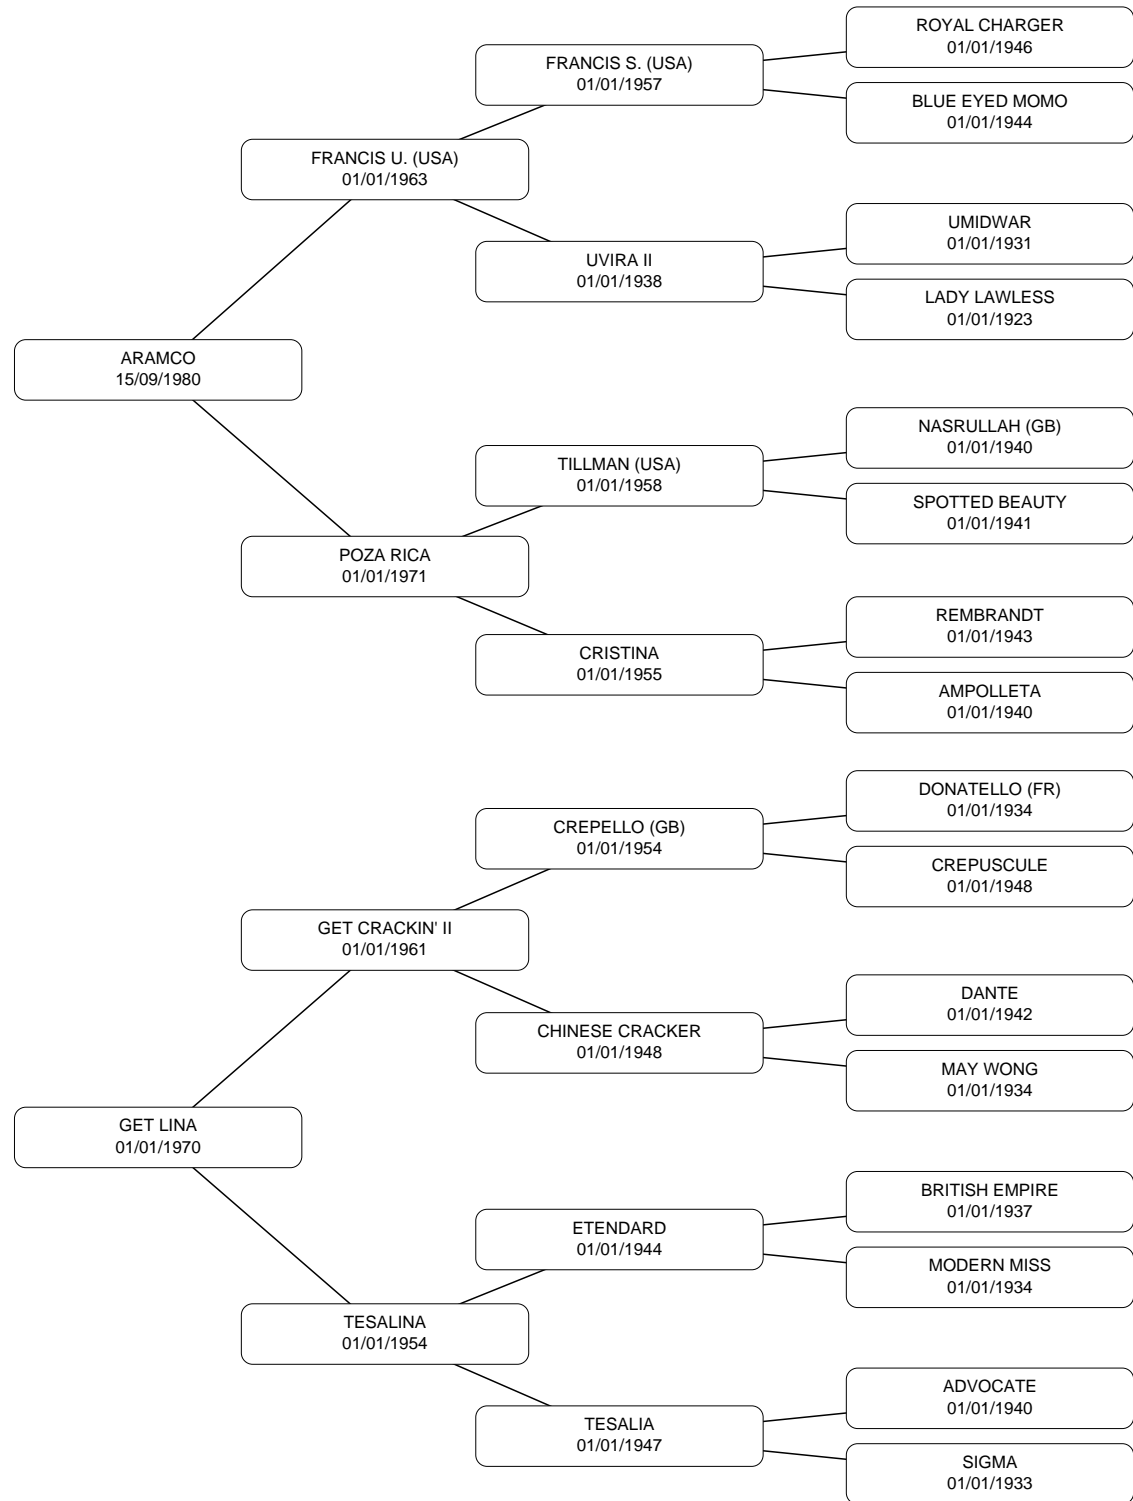 ROYAL CHARGER
01/01/1946
FRANCIS S. (USA)
01/01/1957
BLUE EYED MOMO
01/01/1944
FRANCIS U. (USA)
01/01/1963
UMIDWAR
01/01/1931
UVIRA II
01/01/1938
LADY LAWLESS
01/01/1923
ARAMCO
15/09/1980
NASRULLAH (GB)
01/01/1940
TILLMAN (USA)
01/01/1958
SPOTTED BEAUTY
01/01/1941
POZA RICA
01/01/1971
REMBRANDT
01/01/1943
CRISTINA
01/01/1955
AMPOLLETA
01/01/1940
DONATELLO (FR)
01/01/1934
CREPELLO (GB)
01/01/1954
CREPUSCULE
01/01/1948
GET CRACKIN' II
01/01/1961
DANTE
01/01/1942
CHINESE CRACKER
01/01/1948
MAY WONG
01/01/1934
GET LINA
01/01/1970
BRITISH EMPIRE
01/01/1937
ETENDARD
01/01/1944
MODERN MISS
01/01/1934
TESALINA
01/01/1954
ADVOCATE
01/01/1940
TESALIA
01/01/1947
SIGMA
01/01/1933